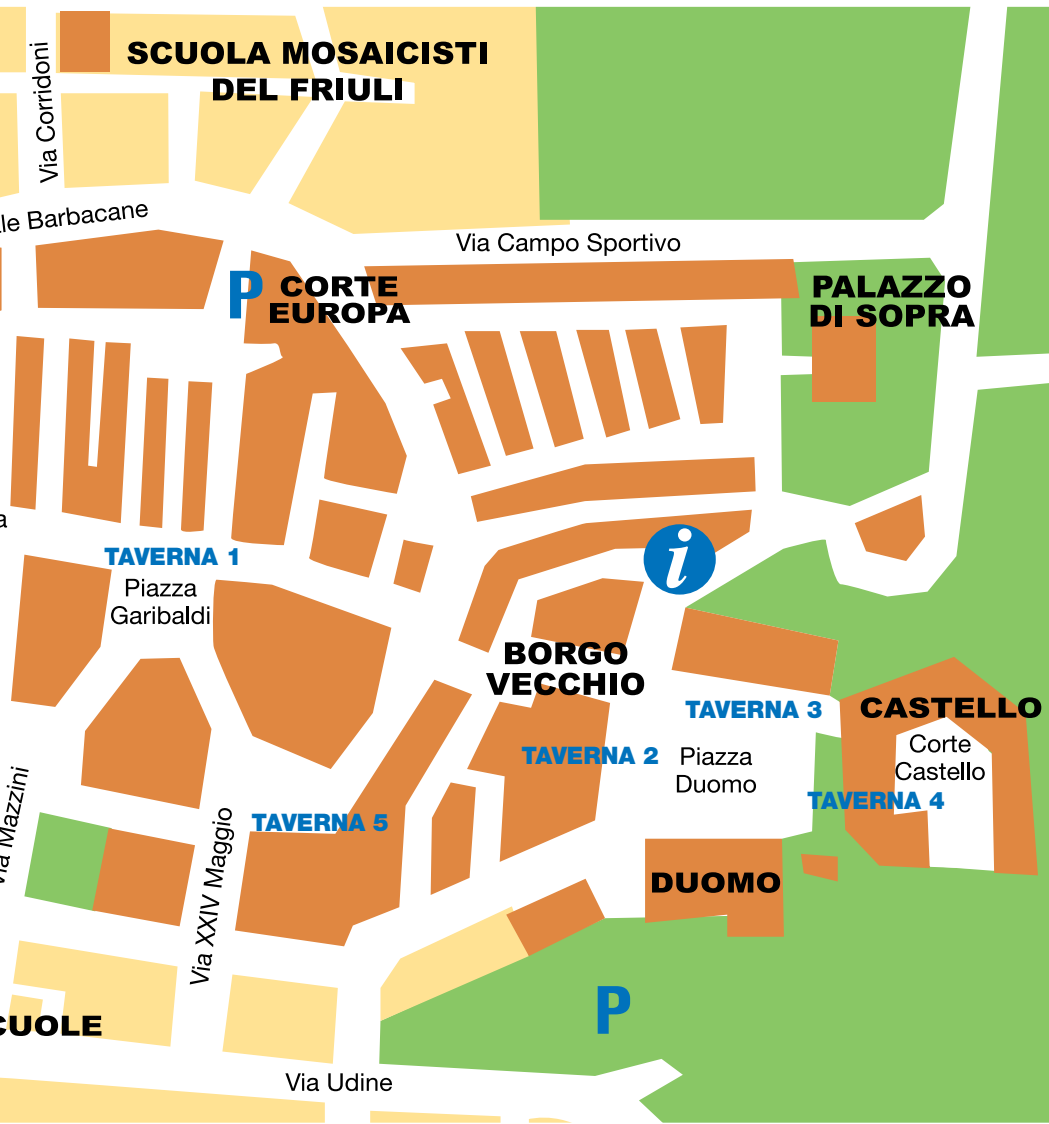 SCUOLA MOSAICISTI
DEL FRIULI
Via Corridoni
Barbacane
Via Campo Sportivo
P
CORTE
EUROPA
PALAZZO
DI SOPRA
i
TAVERNA 1
Piazza
Garibaldi
BORGO
VECCHIO
TAVERNA 3
CASTELLO
TAVERNA 2
Piazza
Duomo
Corte
Castello
TAVERNA 4
Mazzini
TAVERNA 5
Via XXIV Maggio
DUOMO
P
CUOLE
Via Udine